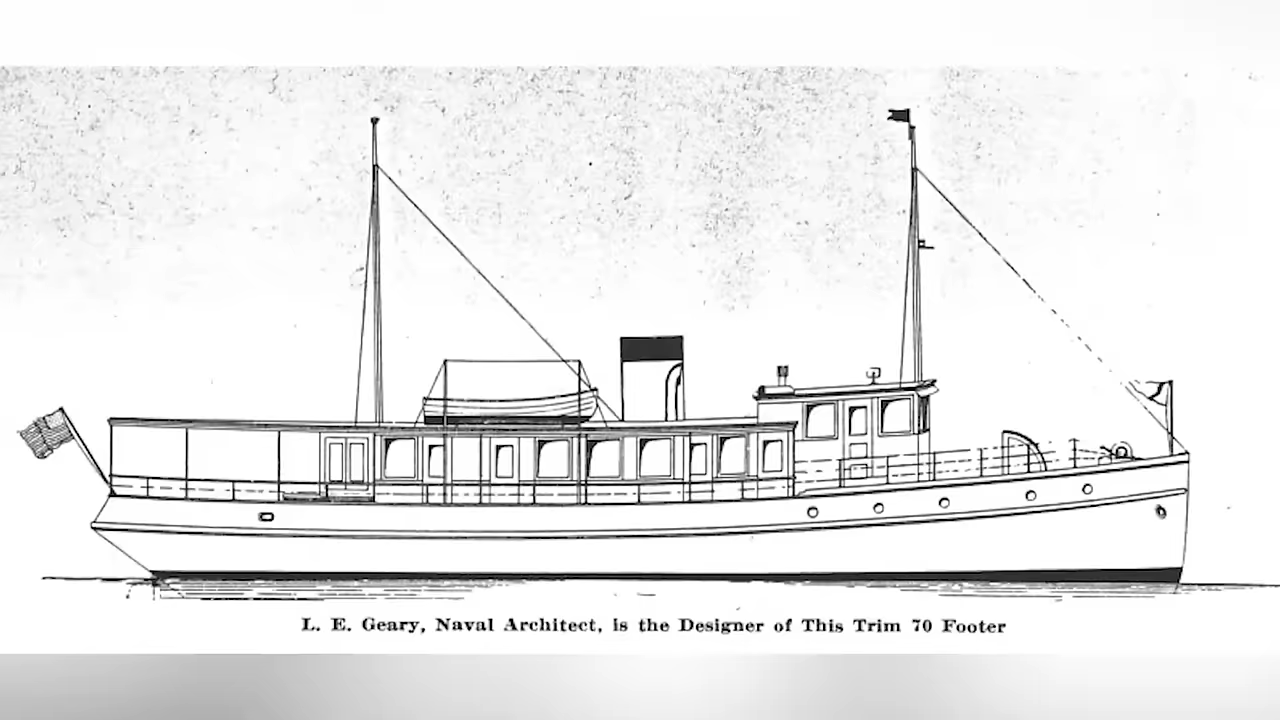 L. E. Geary, Naval Architect, is the Designer of This Trim 70 Footer